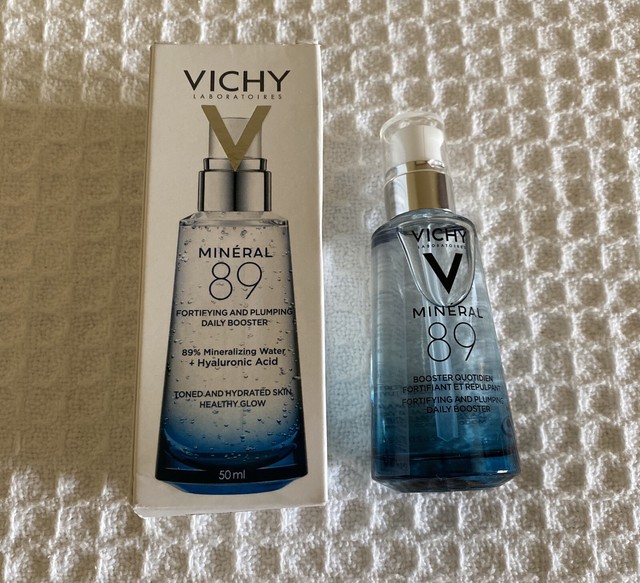 VICHY
LABORATOIRES
MINÉRAL
89
FORTIFYING AND PLUMPING
DAILY BOOSTER
89% Mineralizing Water
+ Hyaluronic Acid
TONED AND HYDRATED SKIN
HEALTHY GLOW
50 ml
VICHY
LABORATOIRES
MINÉRAL
89
BOOSTER QUOTIDIEN
FORTIFIANT ET REPULPANT
FORTIFYING AND PLUMPING
DAILY BOOSTER